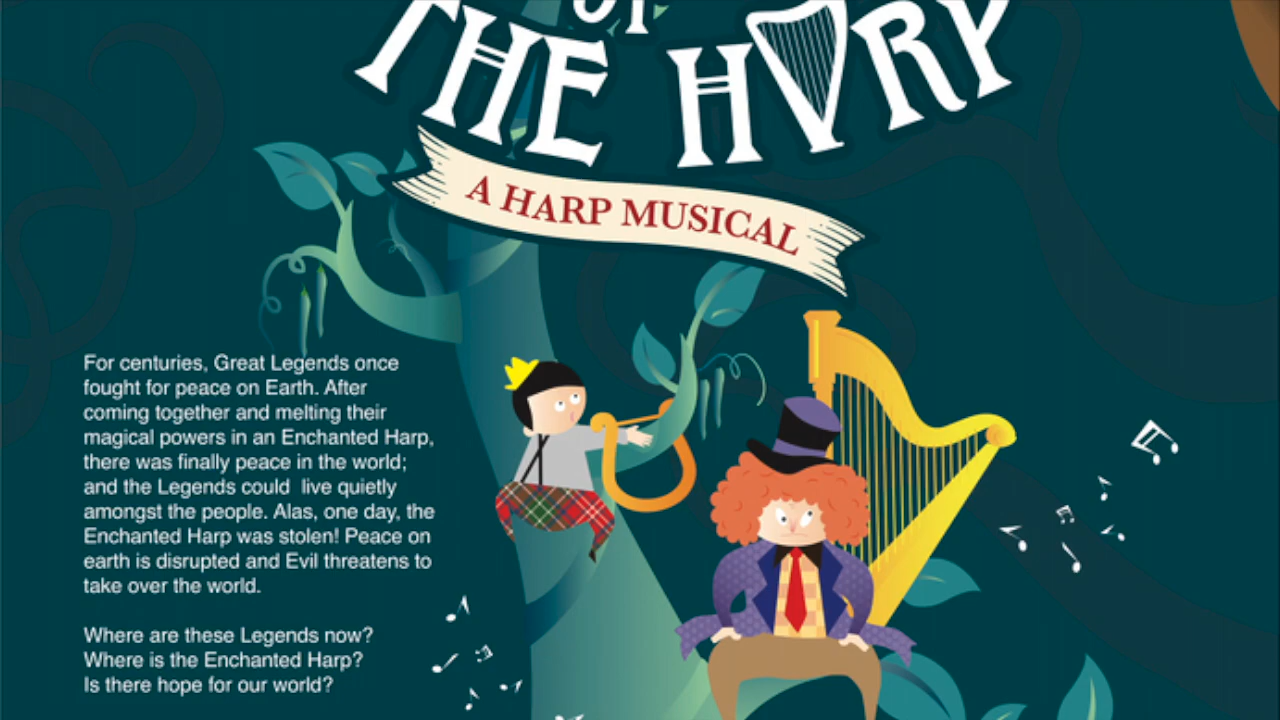 OF
THE HARP
A HARP MUSICAL
For centuries, Great Legends once
fought for peace on Earth. After
coming together and melting their
magical powers in an Enchanted Harp,
there was finally peace in the world;
and the Legends could live quietly
amongst the people. Alas, one day, the
Enchanted Harp was stolen! Peace on
earth is disrupted and Evil threatens to
take over the world.
Where are these Legends now?
Where is the Enchanted Harp?
Is there hope for our world?